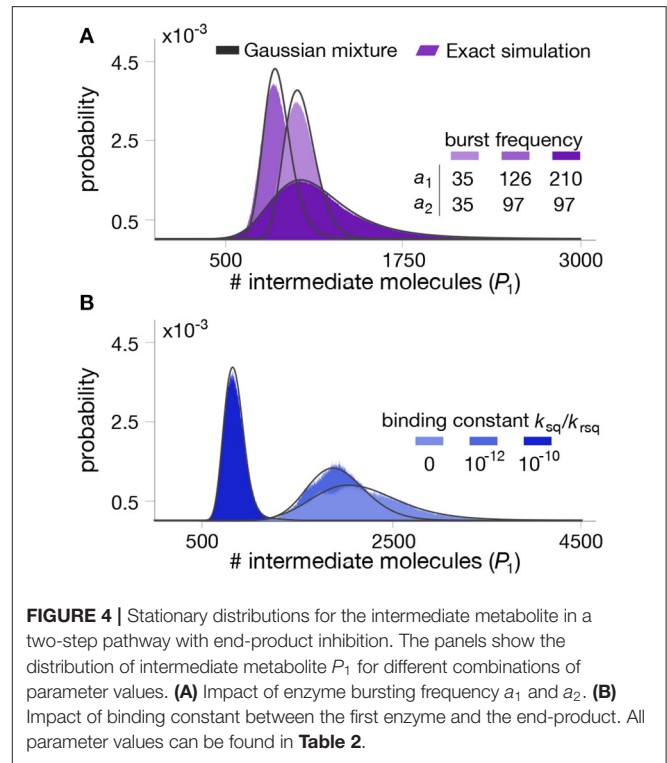 A
x10⁻³
Gaussian mixture Exact simulation
4.5
2.5
0.5
probability
burst frequency
a₁ 35 126 210
a₂ 35 97 97
500 1750 3000
# intermediate molecules (P₁)
B
x10⁻³
4.5
2.5
0.5
probability
binding constant kₛq/kᵣₛq
0 10⁻¹² 10⁻¹⁰
500 2500 4500
# intermediate molecules (P₁)
FIGURE 4 | Stationary distributions for the intermediate metabolite in a
two-step pathway with end-product inhibition. The panels show the
distribution of intermediate metabolite P₁ for different combinations of
parameter values. (A) Impact of enzyme bursting frequency a₁ and a₂. (B)
Impact of binding constant between the first enzyme and the end-product. All
parameter values can be found in Table 2.